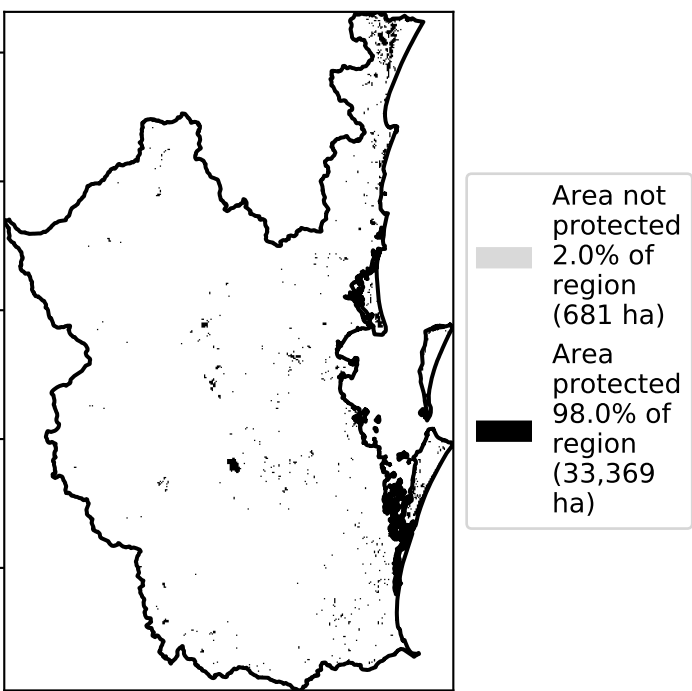 Area not
protected
2.0% of
region
(681 ha)
Area
protected
98.0% of
region
(33,369
ha)